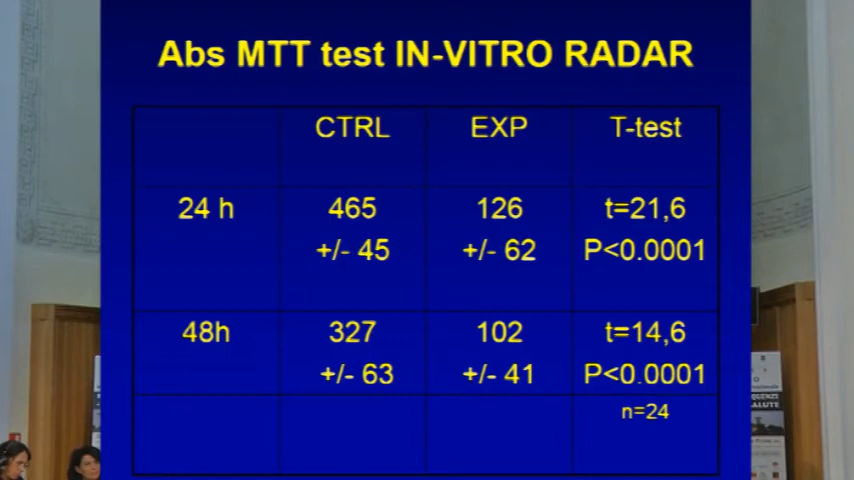 Abs MTT test IN-VITRO RADAR
CTRL EXP T-test
24 h 465 126 t=21,6
+/- 45 +/- 62 P<0.0001
48h 327 102 t=14,6
+/- 63 +/- 41 P<0.0001
n=24
ALUTE